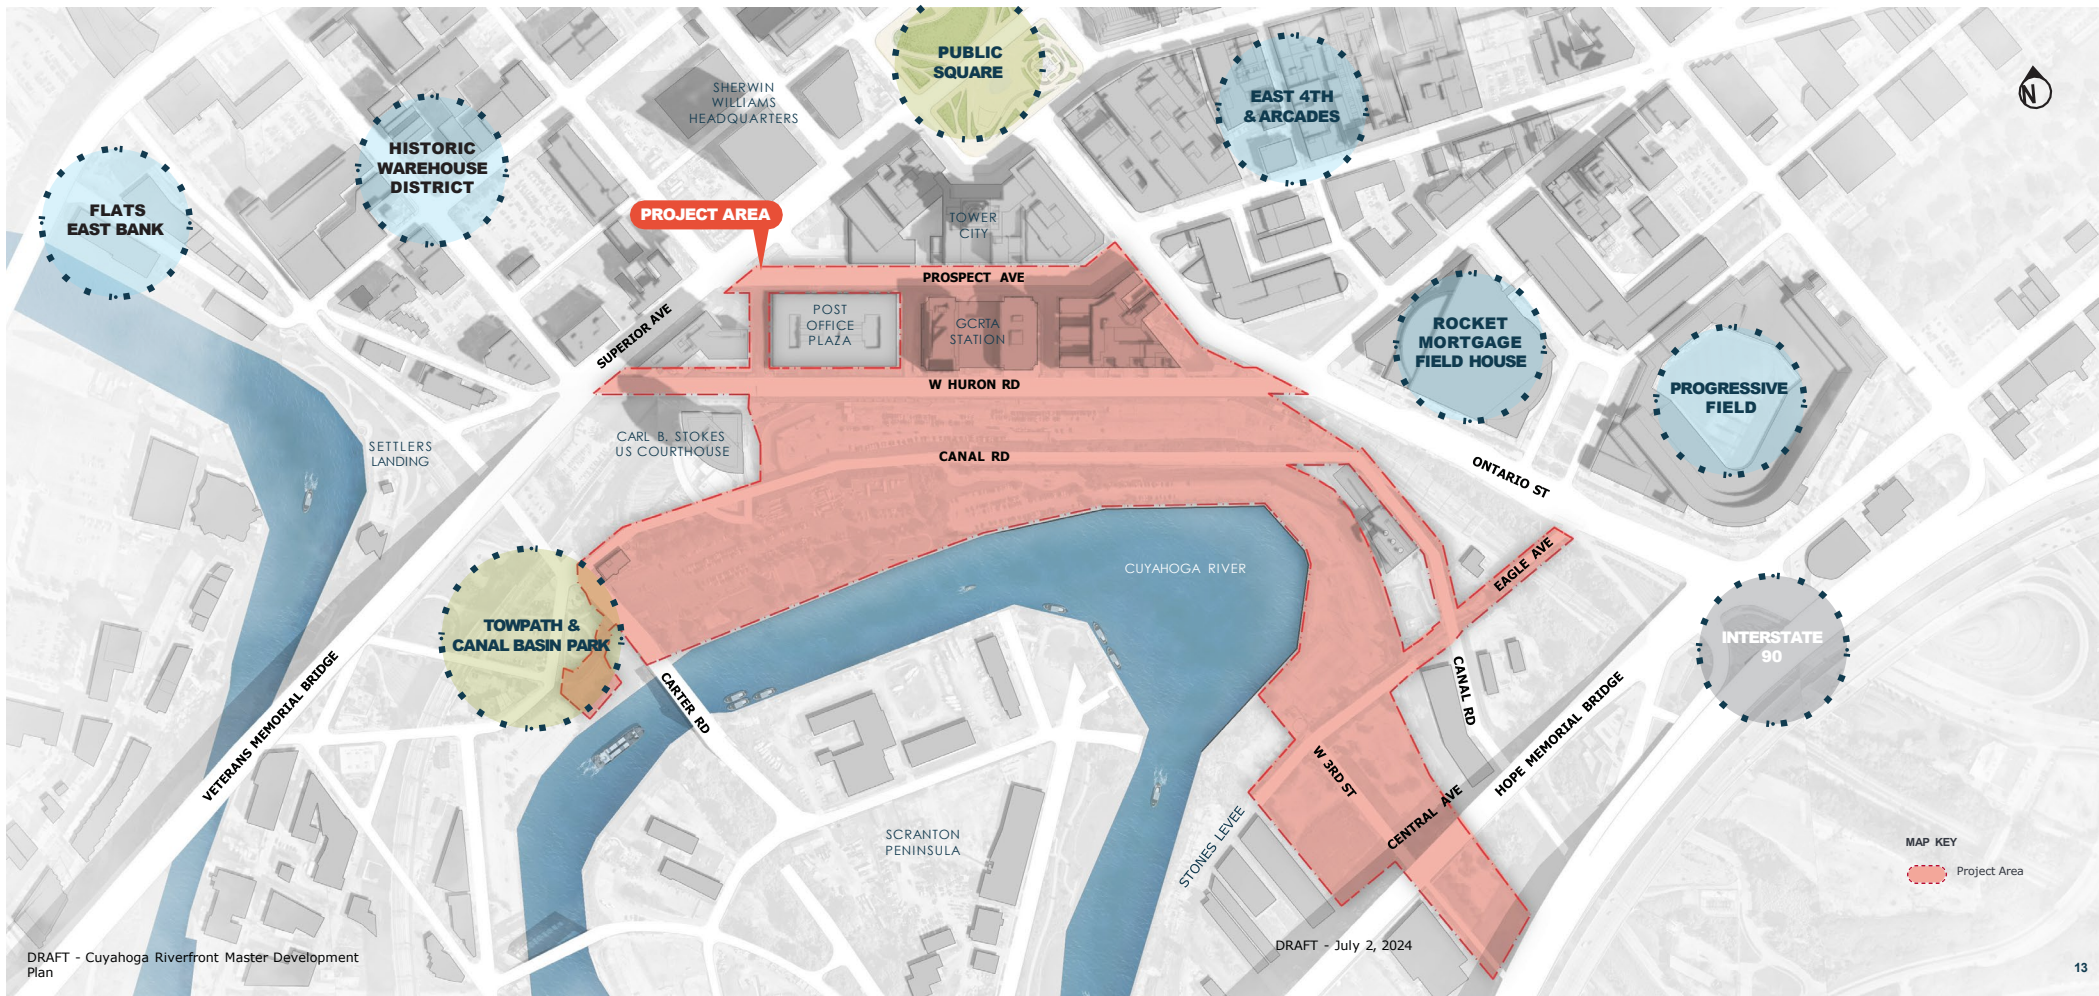 PUBLIC
SQUARE
SHERWIN
WILLIAMS
HEADQUARTERS
EAST 4TH
& ARCADES
N
HISTORIC
WAREHOUSE
DISTRICT
FLATS
EAST BANK
PROJECT AREA
TOWER
CITY
PROSPECT AVE
POST
OFFICE
PLAZA
GCRTA
STATION
SUPERIOR AVE
ROCKET
MORTGAGE
FIELD HOUSE
PROGRESSIVE
FIELD
W HURON RD
CARL B. STOKES
US COURTHOUSE
SETTLERS
LANDING
CANAL RD
ONTARIO ST
CUYAHOGA RIVER
EAGLE AVE
TOWPATH &
CANAL BASIN PARK
INTERSTATE
90
VETERANS MEMORIAL BRIDGE
CARTER RD
CANAL RD
HOPE MEMORIAL BRIDGE
W 3RD ST
CENTRAL AVE
STONES LEVEE
SCRANTON
PENINSULA
MAP KEY
Project Area
DRAFT - Cuyahoga Riverfront Master Development
Plan
DRAFT - July 2, 2024
13